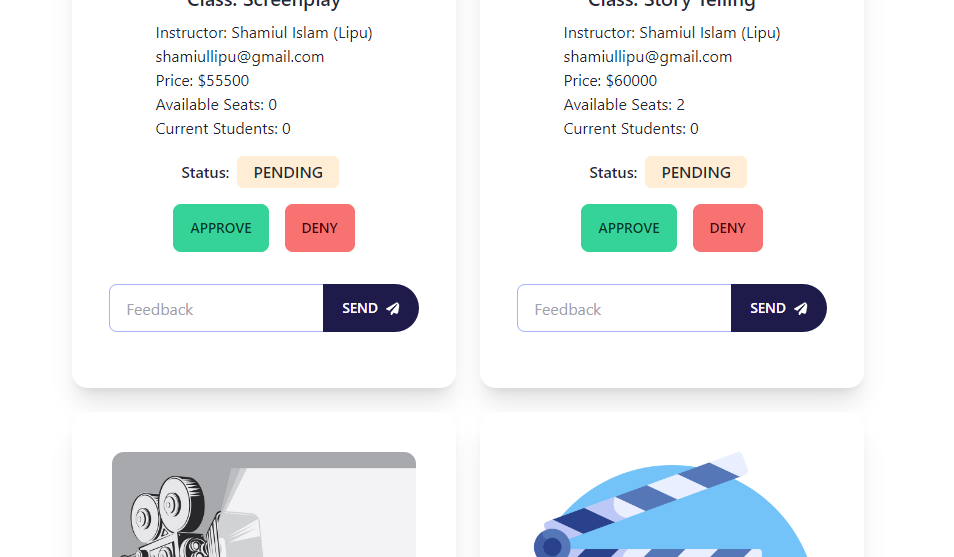 Class: Screenplay
Instructor: Shamiul Islam (Lipu)
shamiullipu@gmail.com
Price: $55500
Available Seats: 0
Current Students: 0
Status: PENDING
APPROVE DENY
Feedback SEND
Class: Story Telling
Instructor: Shamiul Islam (Lipu)
shamiullipu@gmail.com
Price: $60000
Available Seats: 2
Current Students: 0
Status: PENDING
APPROVE DENY
Feedback SEND